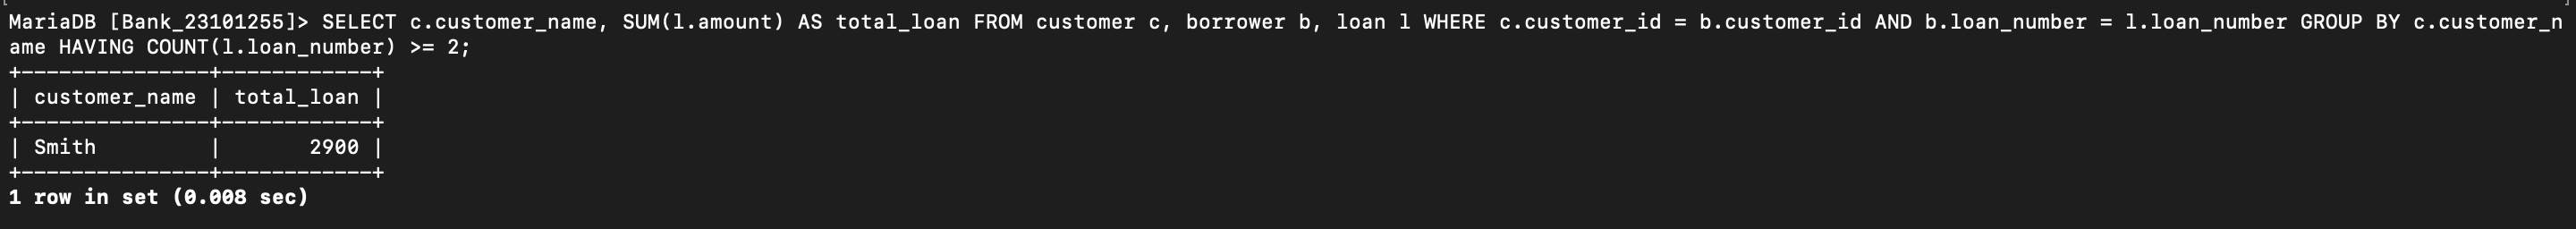 MariaDB [Bank_23101255]> SELECT c.customer_name, SUM(l.amount) AS total_loan FROM customer c, borrower b, loan l WHERE c.customer_id = b.customer_id AND b.loan_number = l.loan_number GROUP BY c.customer_n
ame HAVING COUNT(l.loan_number) >= 2;
+---------------+------------+
| customer_name | total_loan |
+---------------+------------+
| Smith         |       2900 |
+---------------+------------+
1 row in set (0.008 sec)